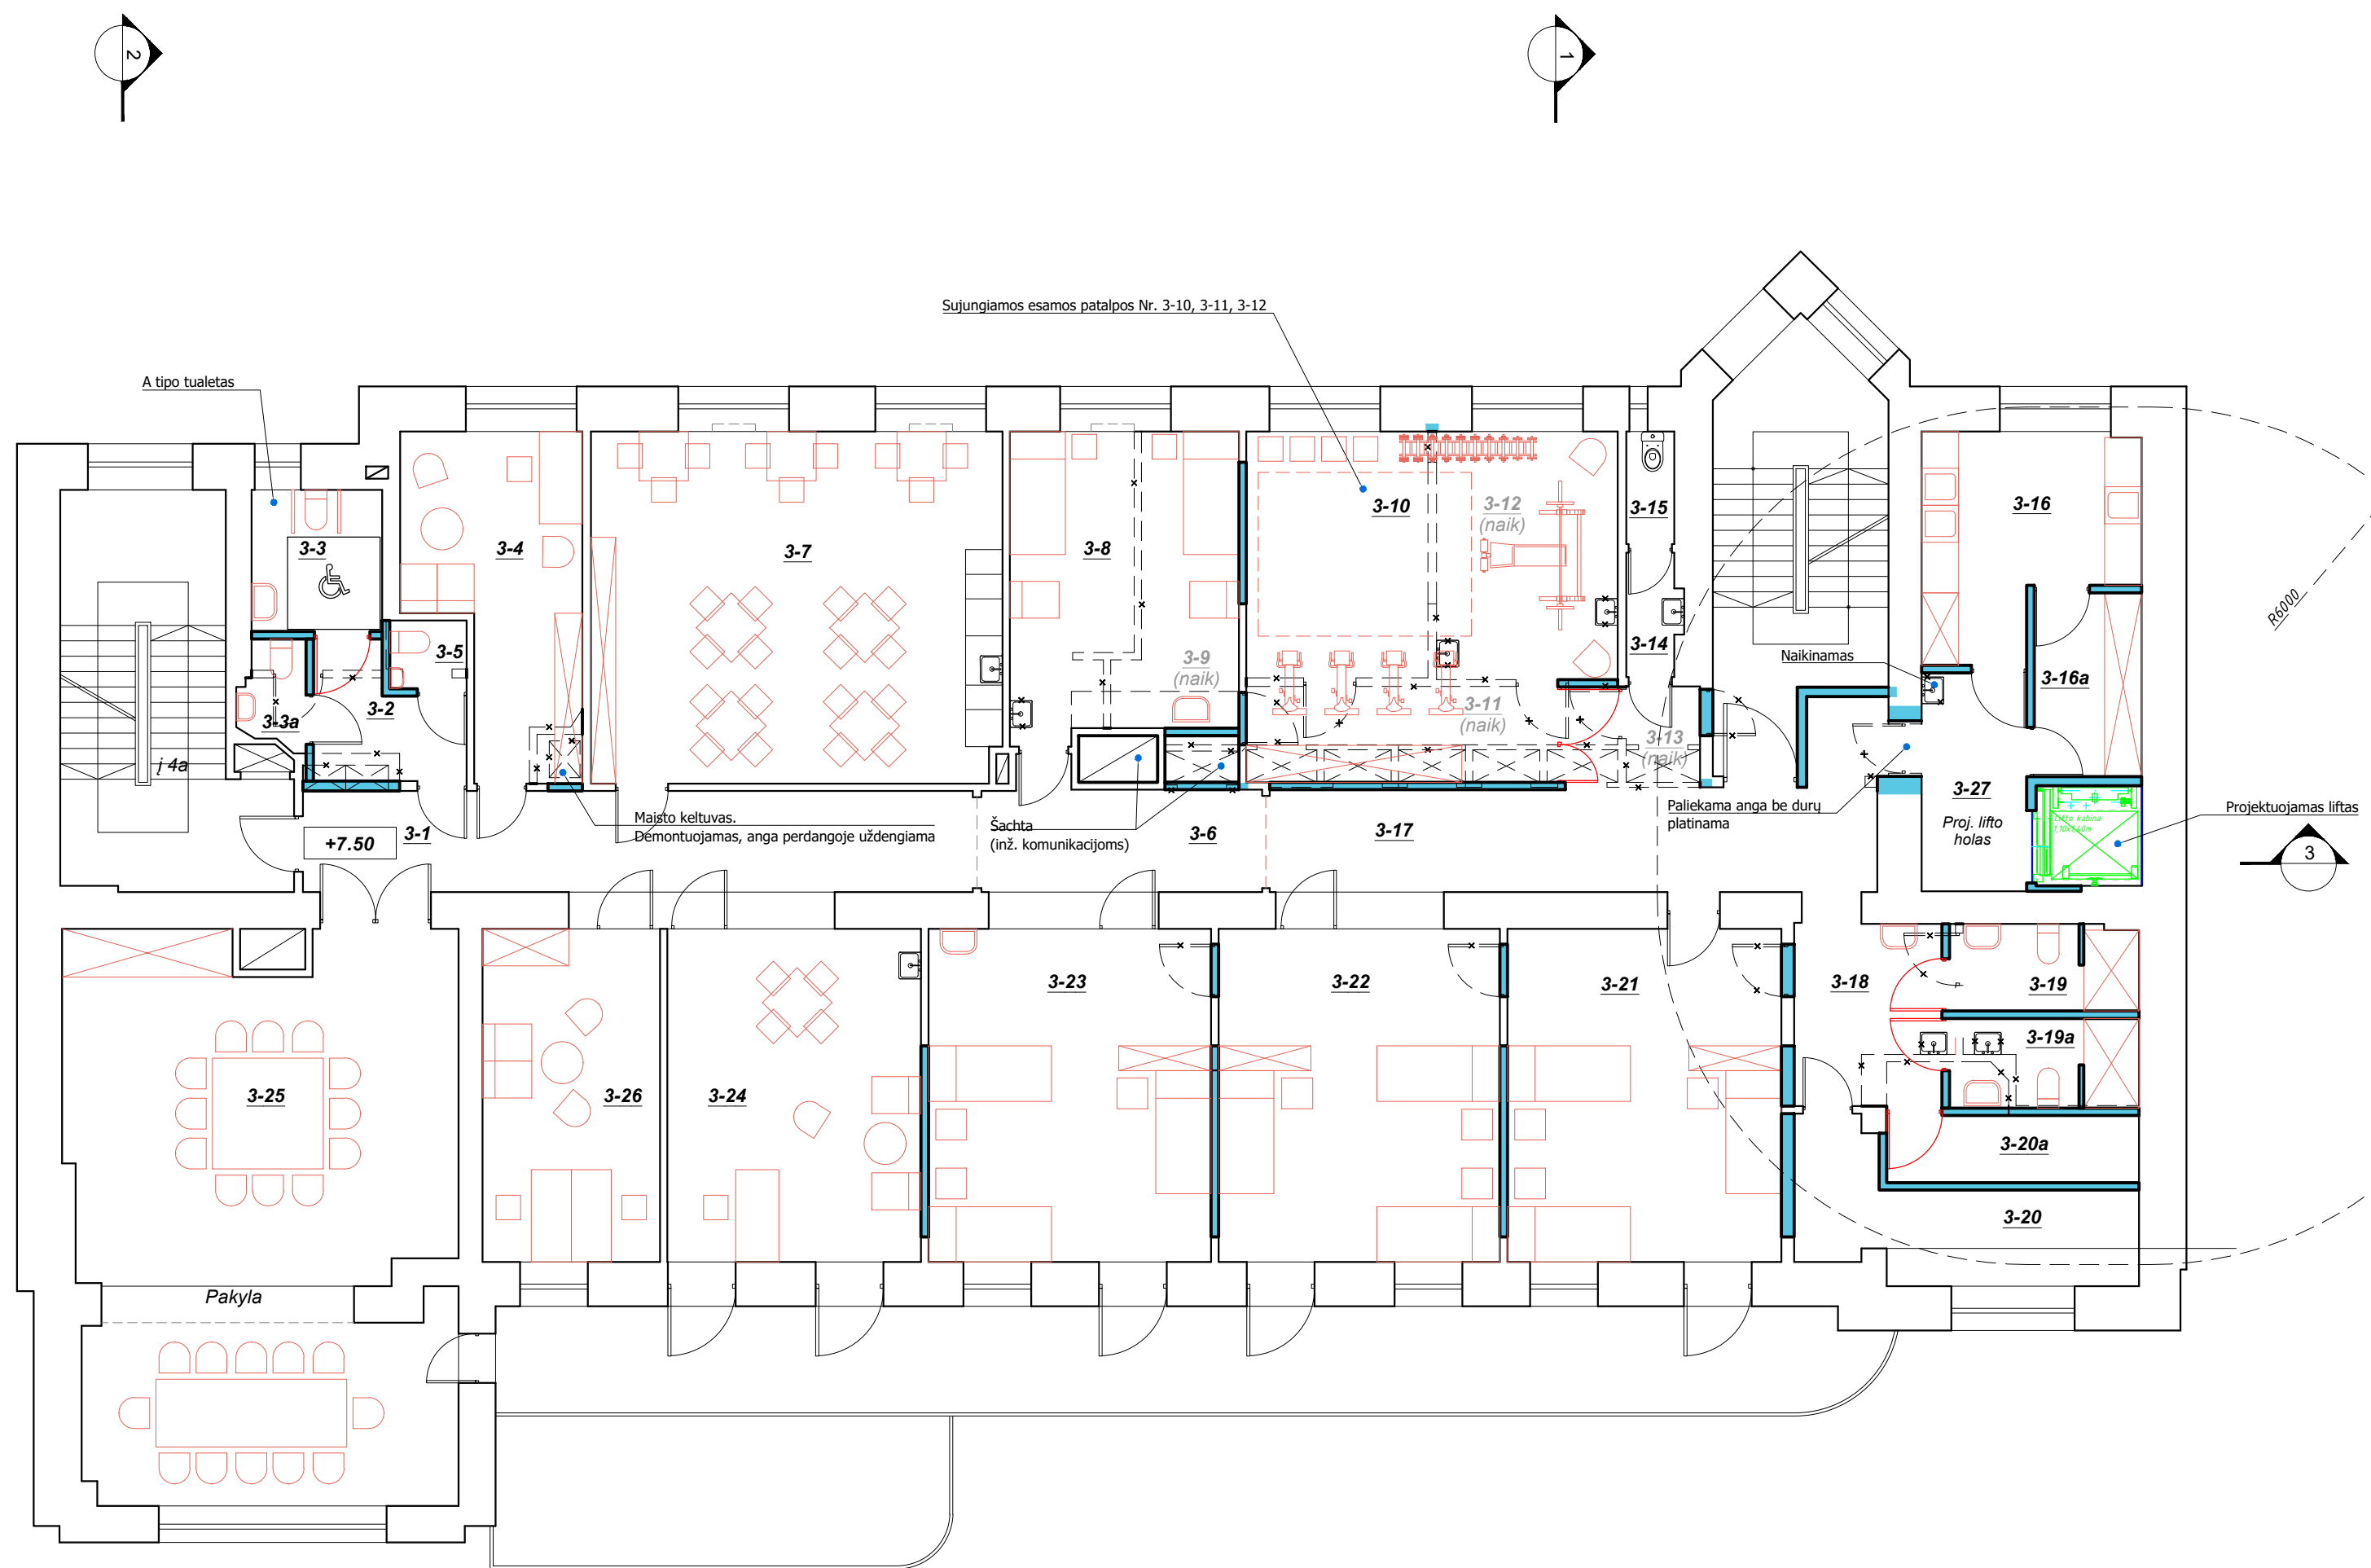 2
1
Sujungiamos esamos patalpos Nr. 3-10, 3-11, 3-12
A tipo tualetas
3-3
3-4
3-7
3-8
3-10
3-12
(naik)
3-15
3-16
R6000
3-5
3-2
3-3a
3-9
(naik)
3-11
(naik)
3-14
3-13
(naik)
Naikinamas
3-16a
į 4a
3-1
+7.50
Maisto keltuvas.
Demontuojamas, anga perdangoje uždengiama
Šachta
(inž. komunikacijoms)
3-6
3-17
Paliekama anga be durų
platinama
3-27
Proj. lifto
holas
Lifto kabina
1,10x1,40m
Projektuojamas liftas
3
3-23
3-22
3-21
3-18
3-19
3-19a
3-25
3-26
3-24
3-20a
3-20
Pakyla